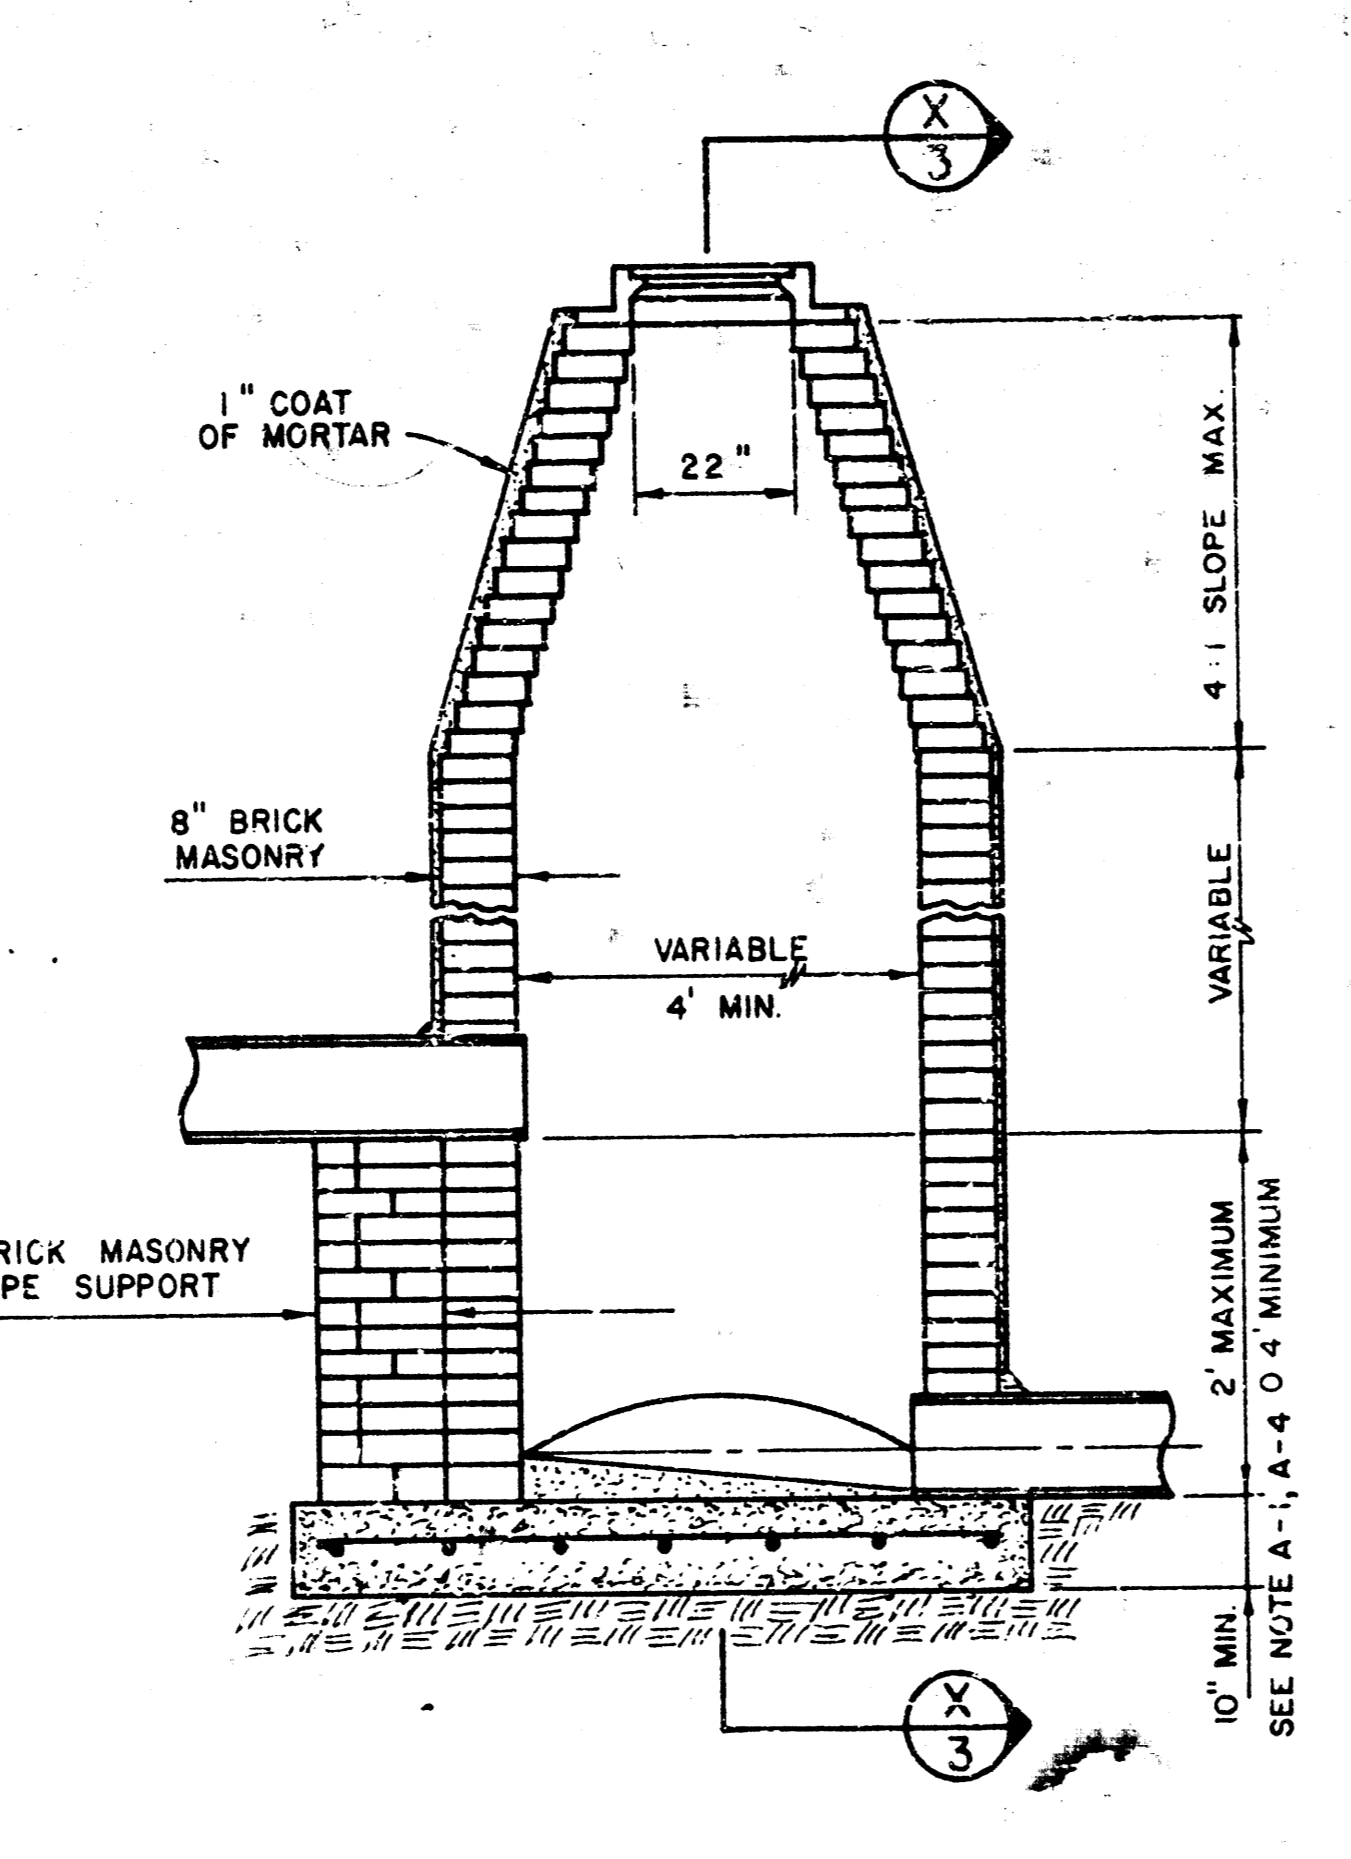 X
3
1" COAT
OF MORTAR
22"
4:1 SLOPE MAX.
8" BRICK
MASONRY
VARIABLE
4' MIN.
VARIABLE
RICK MASONRY
PE SUPPORT
2' MAXIMUM
10" MIN.
SEE NOTE A-i, A-4 0 4' MINIMUM
X
3